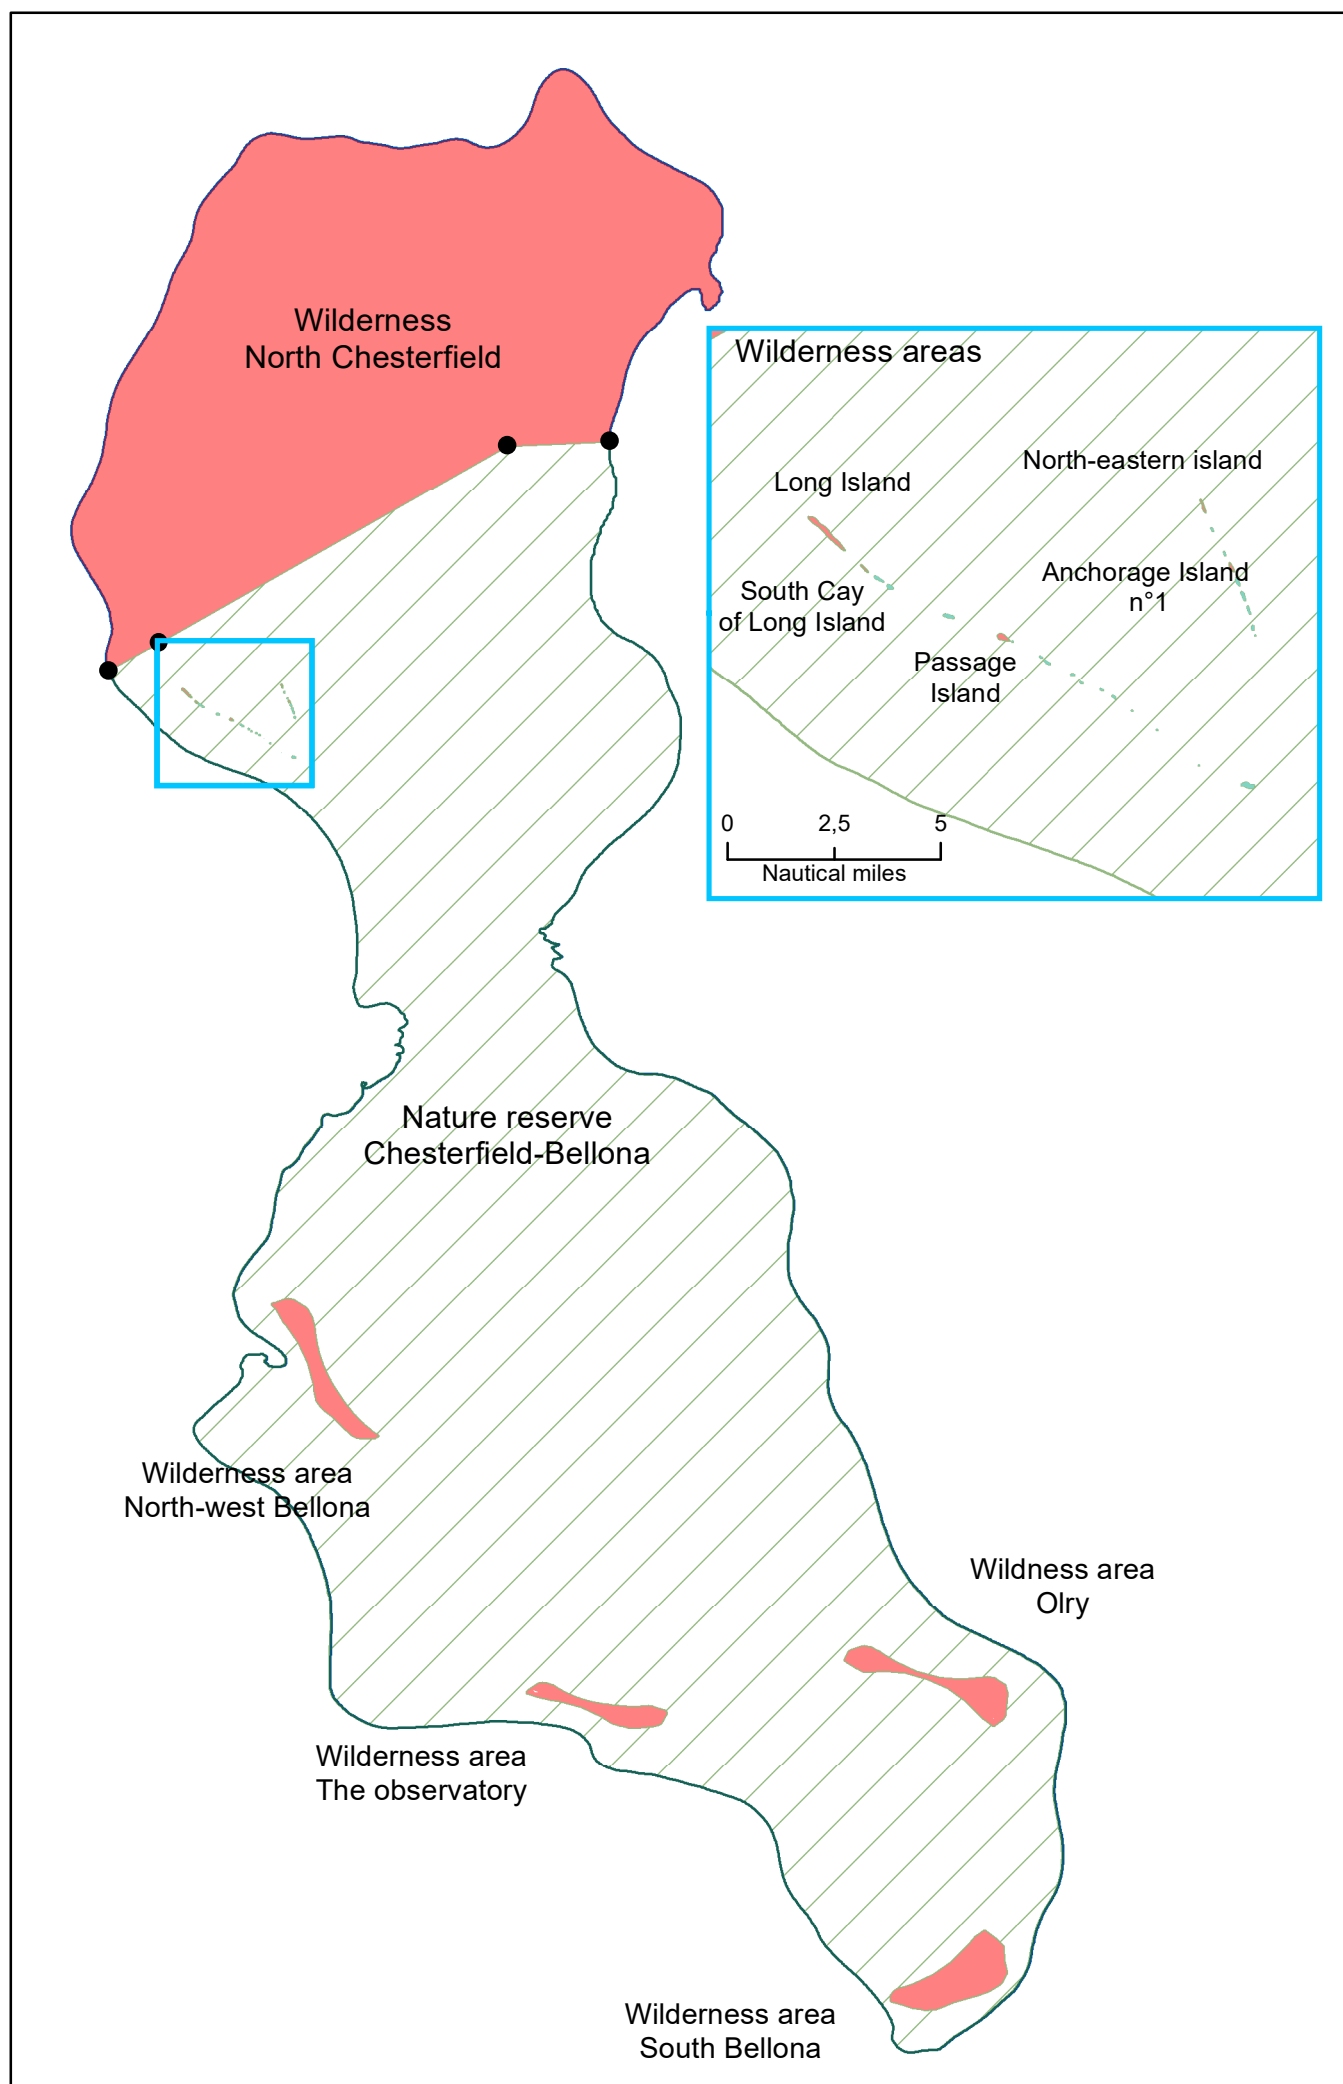 Wilderness
North Chesterfield
Wilderness areas
North-eastern island
Long Island
Anchorage Island
n°1
South Cay
of Long Island
Passage
Island
0 2,5 5
Nautical miles
Nature reserve
Chesterfield-Bellona
Wilderness area
North-west Bellona
Wildness area
Olry
Wilderness area
The observatory
Wilderness area
South Bellona